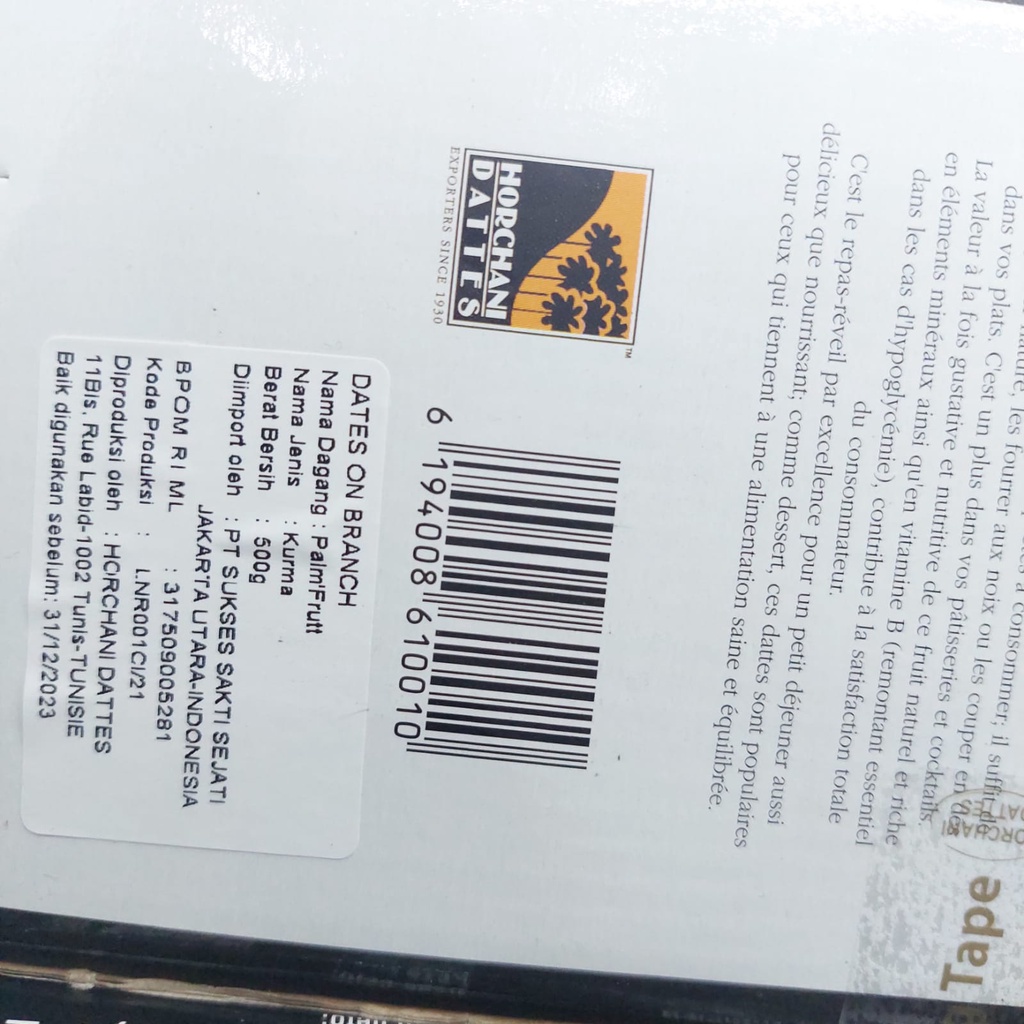 dans vos plats. C'est un plus dans vos pâtisseries et cocktails.
La valeur à la fois gustative et nutritive de ce fruit naturel et riche
en éléments minéraux ainsi qu'en vitamine B (remontant essentiel
dans les cas d'hypoglycémie), contribue à la satisfaction totale
du consommateur.
C'est le repas-réveil par excellence pour un petit déjeuner aussi
délicieux que nourrissant; comme dessert, ces dattes sont populaires
pour ceux qui tiennent à une alimentation saine et équilibrée.
HORCHANI
DATTES
EXPORTERS SINCE 1930
TM
6 194008 610010
DATES ON BRANCH
Nama Dagang : Palm'Frutt
Nama Jenis : Kurma
Berat Bersih : 500g
Diimport oleh : PT SUKSES SAKTI SEJATI
JAKARTA UTARA-INDONESIA
BPOM RI ML : 317509005281
Kode Produksi : LNR001CI/21
Diproduksi oleh : HORCHANI DATTES
11Bis, Rue Labid-1002 Tunis-TUNISIE
Baik digunakan sebelum: 31/12/2023
Tade